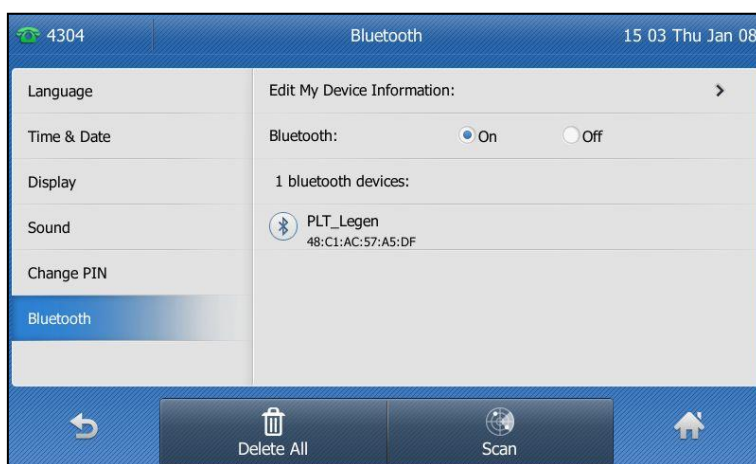 4304 Bluetooth 15 03 Thu Jan 08
Language
Time & Date
Display
Sound
Change PIN
Bluetooth
Edit My Device Information:
Bluetooth: On Off
1 bluetooth devices:
PLT_Legen
48:C1:AC:57:A5:DF
Delete All Scan